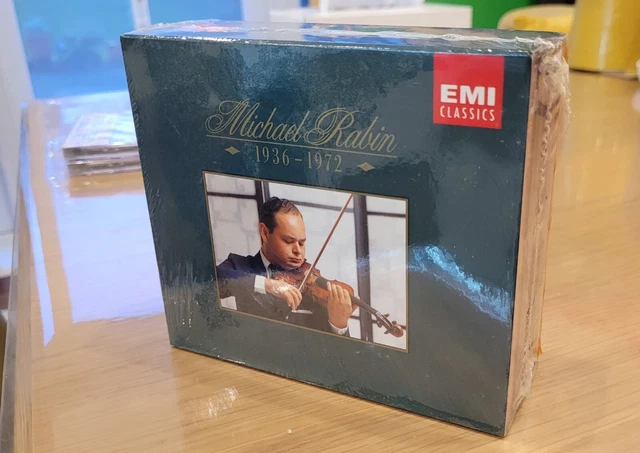 EMI
CLASSICS
Michael Rabin
1936-1972